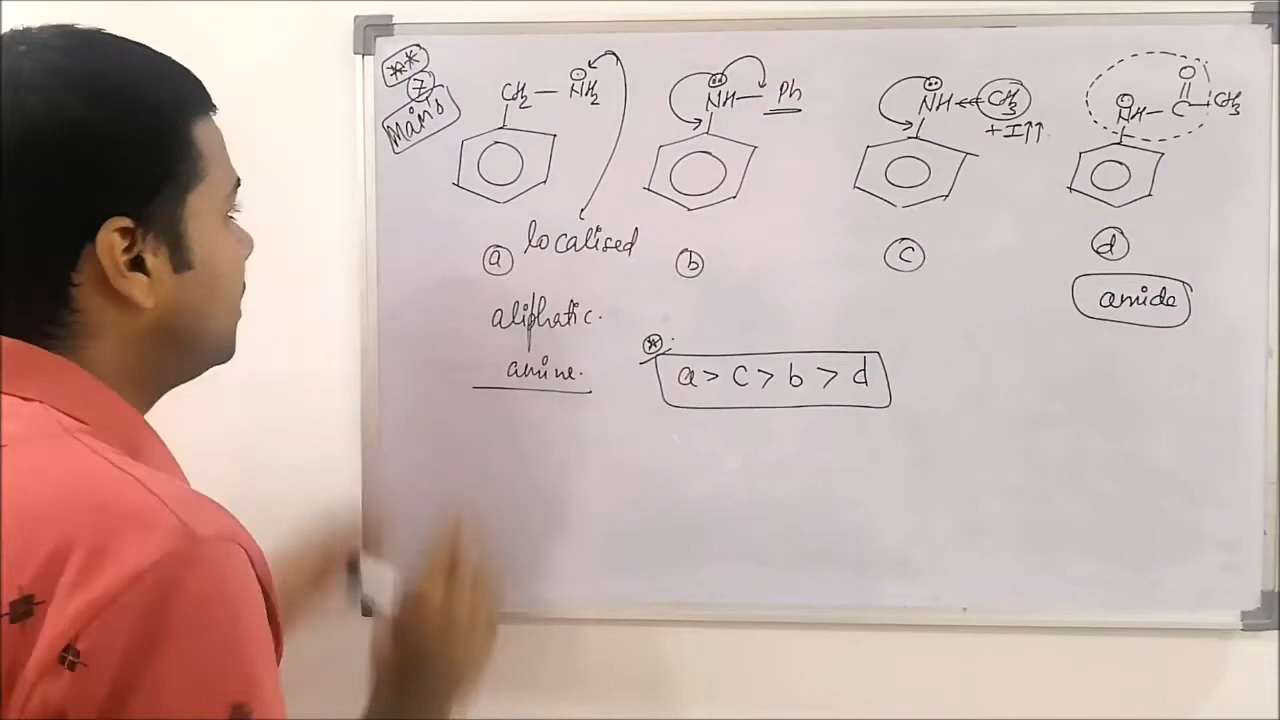 **
7
Mains
CH2 — NH2
NH — Ph
NH CH3
+I↑↑
O
NH — C — CH3
localised
a
b
c
d
aliphatic.
amine.
amide
*:
a > c > b > d